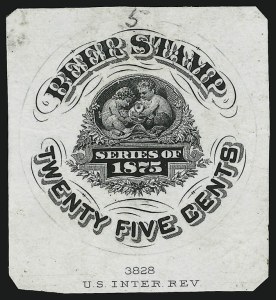 5
BEER STAMP
SERIES OF
1875
TWENTY FIVE CENTS
3828
U.S. INTER. REV